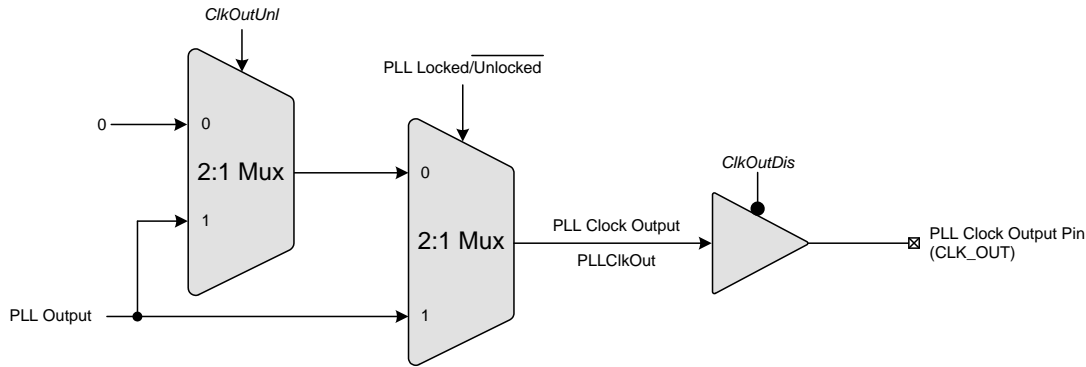 ClkOutUnl
PLL Locked/Unlocked
0
0
2:1 Mux
1
0
2:1 Mux
1
ClkOutDis
PLL Clock Output
PLLClkOut
PLL Clock Output Pin
(CLK_OUT)
PLL Output